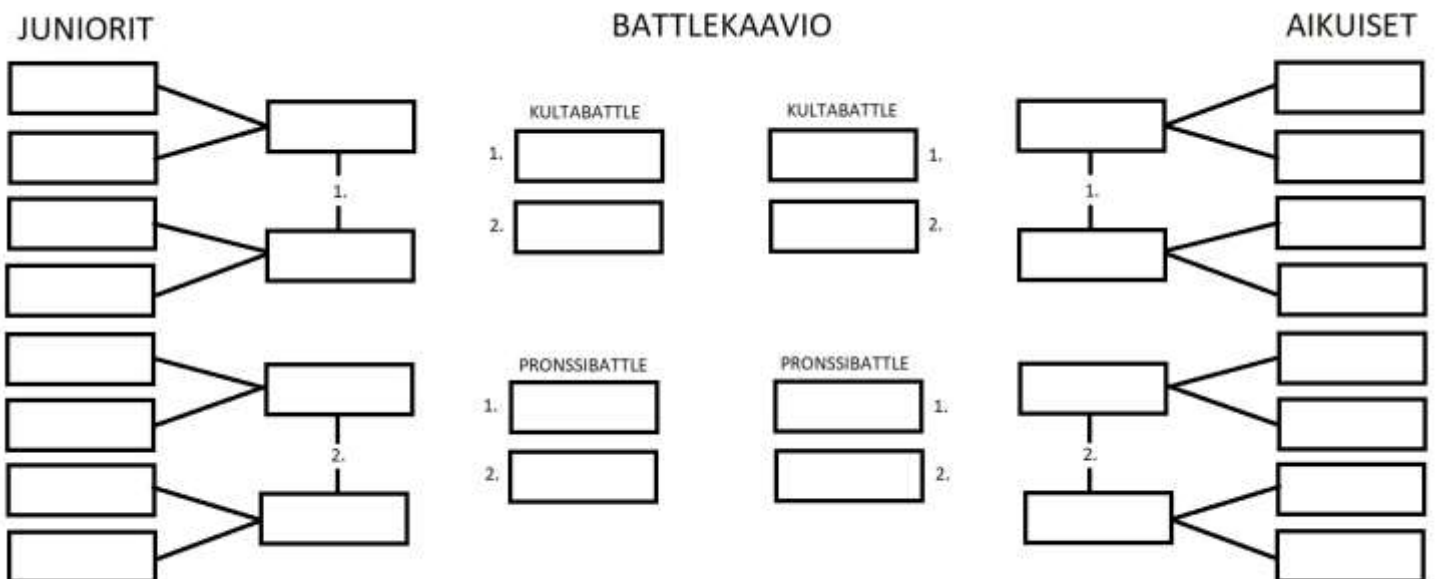 JUNIORIT
BATTLEKAAVIO
AIKUISET
KULTABATTLE
KULTABATTLE
1.
1.
1.
1.
2.
2.
PRONSSIBATTLE
PRONSSIBATTLE
1.
1.
2.
2.
2.
2.